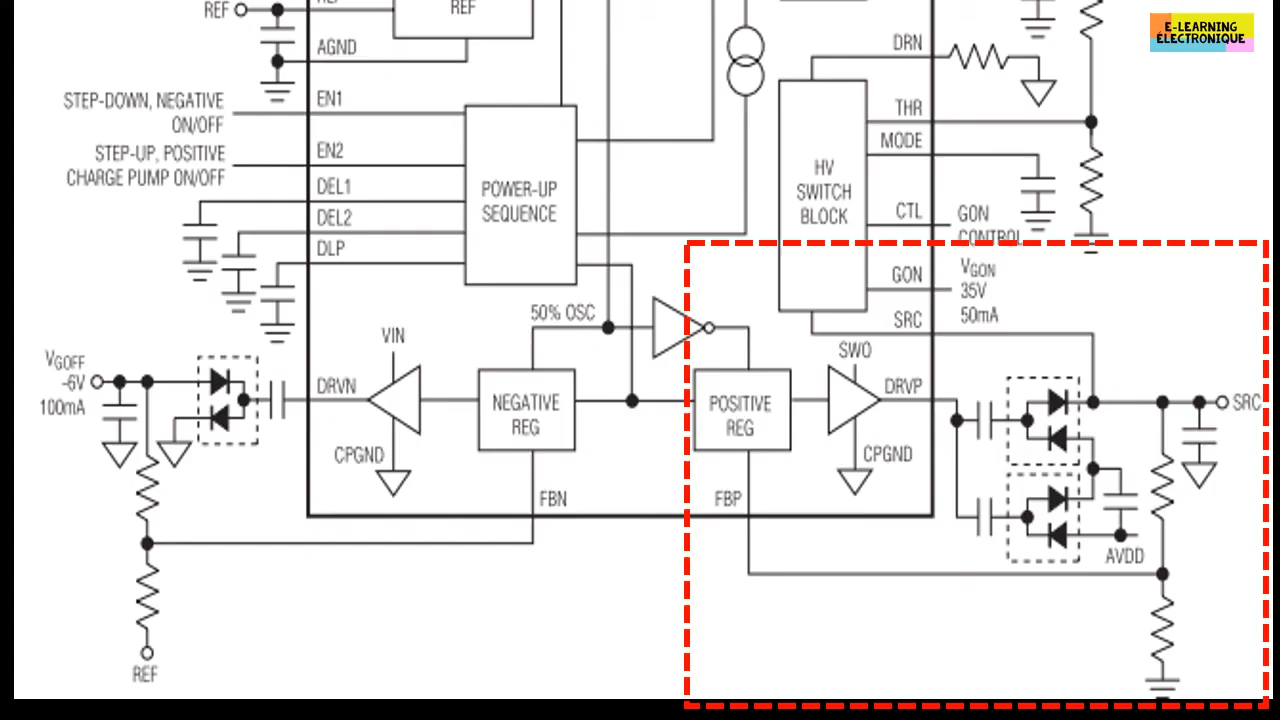 E-LEARNING
ÉLECTRONIQUE
REF
REF
AGND
DRN
STEP-DOWN, NEGATIVE
ON/OFF
EN1
THR
MODE
STEP-UP, POSITIVE
CHARGE PUMP ON/OFF
EN2
DEL1
DEL2
DLP
POWER-UP
SEQUENCE
HV
SWITCH
BLOCK
CTL
GON
CONTROL
GON
VGON
35V
50mA
SRC
50% OSC
VIN
SWO
VGOFF
-6V
100mA
DRVN
NEGATIVE
REG
POSITIVE
REG
DRVP
SRC
CPGND
CPGND
FBN
FBP
AVDD
REF